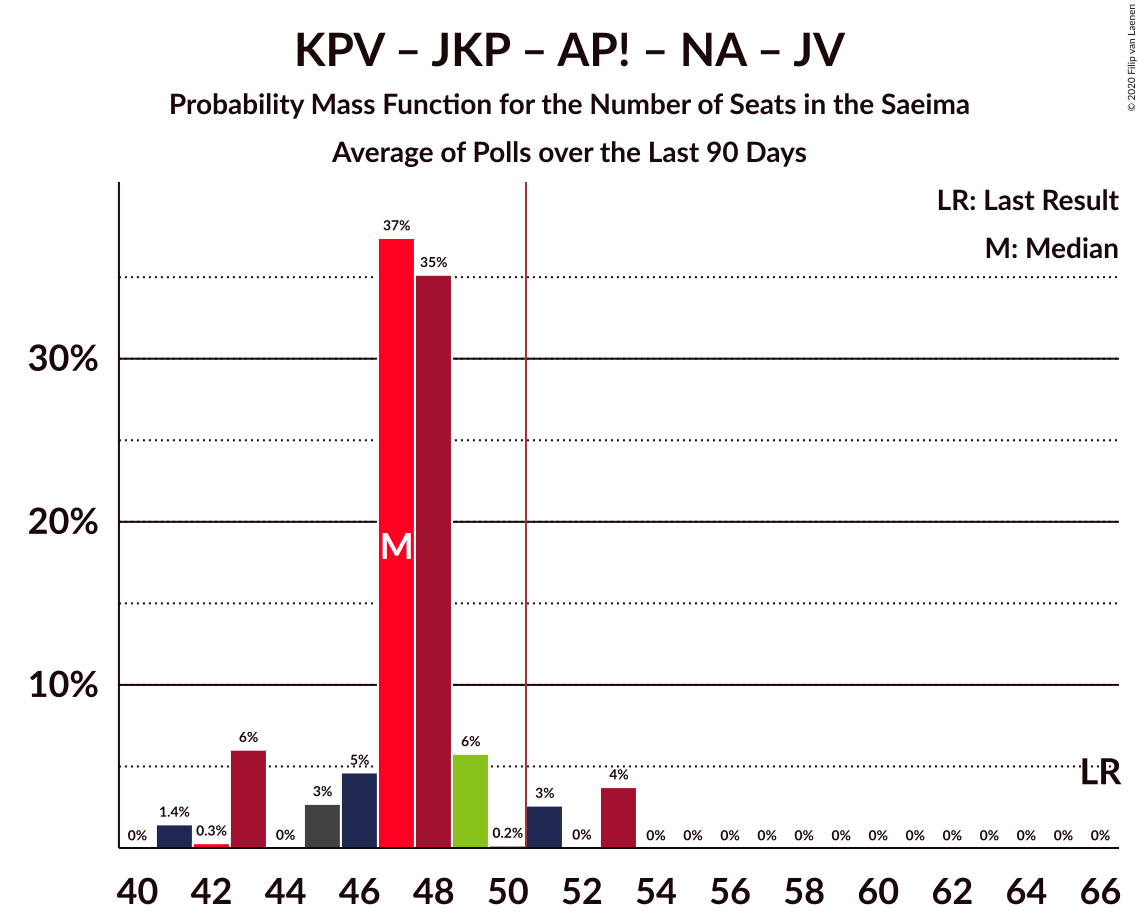 KPV – JKP – AP! – NA – JV
Probability Mass Function for the Number of Seats in the Saeima
Average of Polls over the Last 90 Days
© 2020 Filip van Laenen
LR: Last Result
M: Median
37%
35%
30%
20%
M
10%
6%
6%
5%
LR
4%
3%
3%
1.4%
0% 0.3% 0% 0.2% 0% 0% 0% 0% 0% 0% 0% 0% 0% 0% 0% 0% 0%
40 42 44 46 48 50 52 54 56 58 60 62 64 66